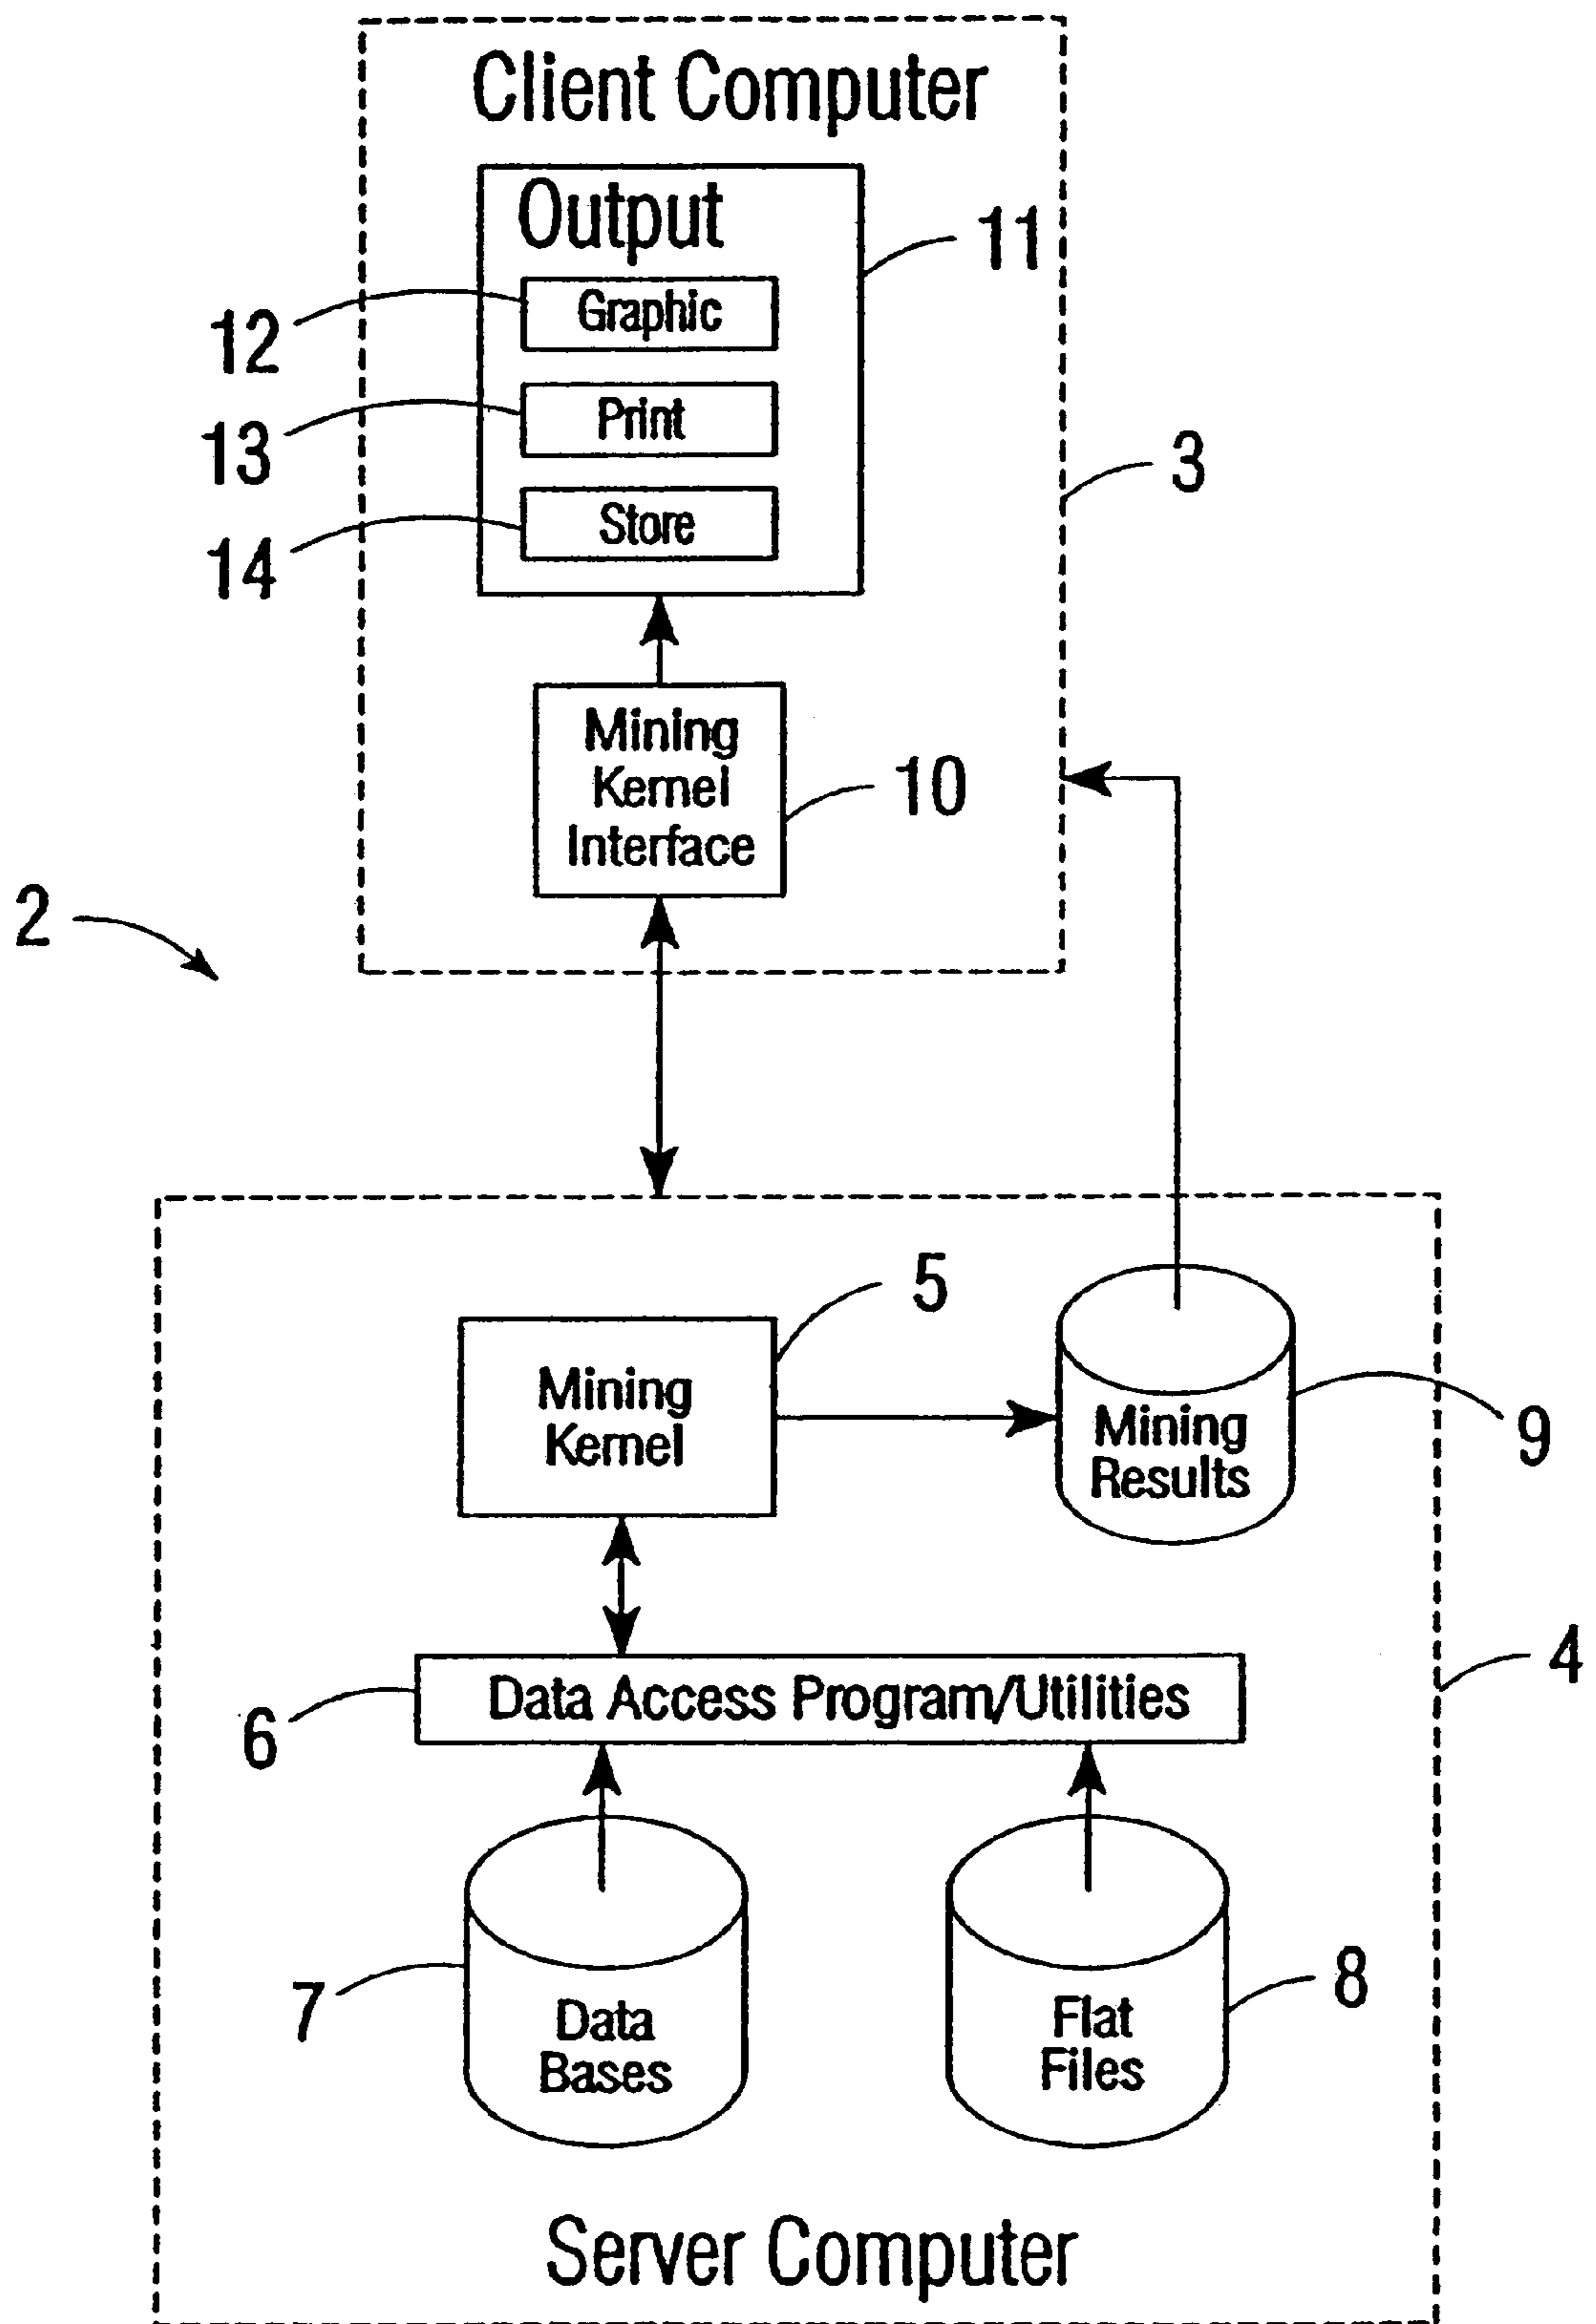 Client Computer
Output
11
12
Graphic
13
Print
3
14
Store
Mining
Kernel
Interface
10
2
5
Mining
Kernel
Mining
Results
9
4
6
Data Access Program/Utilities
7
Data
Bases
8
Flat
Files
Server Computer